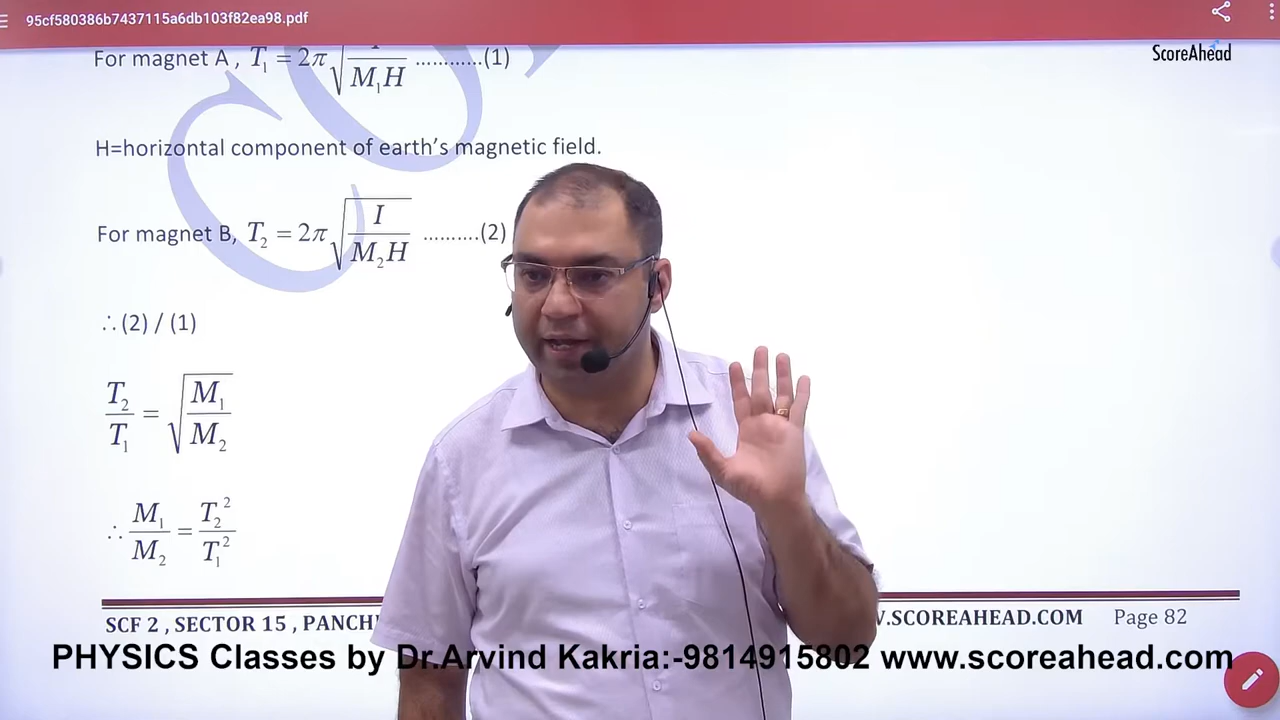 95cf580386b7437115a6db103f82ea98.pdf
ScoreAhead
For magnet A , T₁ = 2π√(/M₁H) ............(1)
H=horizontal component of earth's magnetic field.
For magnet B, T₂ = 2π√(I/M₂H) ..........(2)
∴ (2) / (1)
T₂/T₁ = √(M₁/M₂)
∴ M₁/M₂ = T₂²/T₁²
SCF 2 , SECTOR 15 , .SCOREAHEAD.COM Page 82
PHYSICS Classes by Dr.Arvind Kakria:-9814915802 www.scoreahead.com